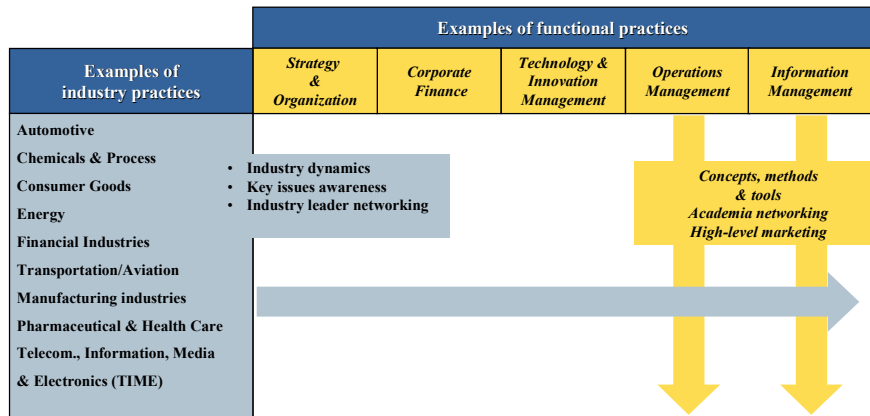 Examples of functional practices
Examples of
industry practices
Strategy
&
Organization
Corporate
Finance
Technology &
Innovation
Management
Operations
Management
Information
Management
Automotive
Chemicals & Process
Consumer Goods
Energy
Financial Industries
Transportation/Aviation
Manufacturing industries
Pharmaceutical & Health Care
Telecom., Information, Media
& Electronics (TIME)
• Industry dynamics
• Key issues awareness
• Industry leader networking
Concepts, methods
& tools
Academia networking
High-level marketing